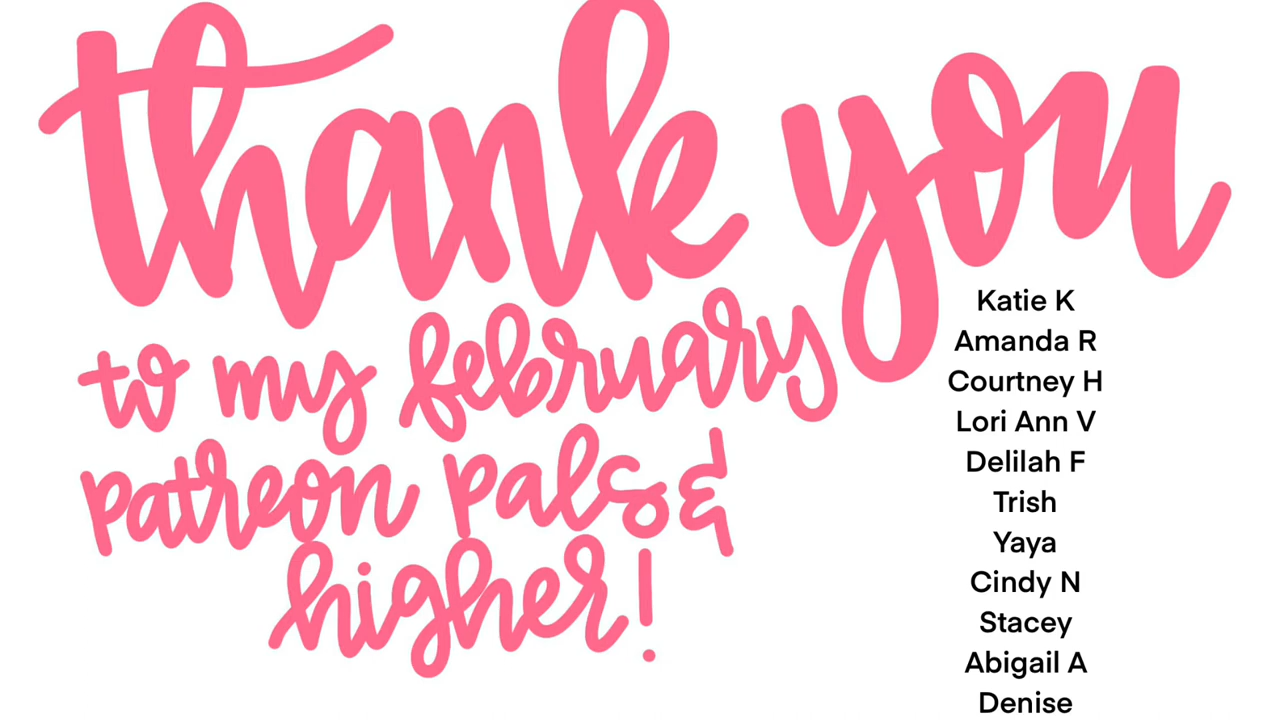 thank you
to my february
patreon pals &
higher!
Katie K
Amanda R
Courtney H
Lori Ann V
Delilah F
Trish
Yaya
Cindy N
Stacey
Abigail A
Denise